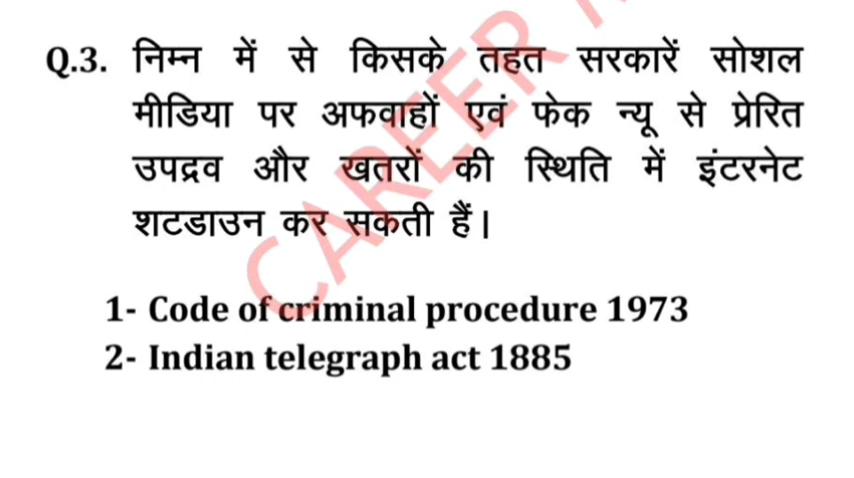 Q.3. निम्न में से किसके तहत सरकारें सोशल
मीडिया पर अफवाहों एवं फेक न्यू से प्रेरित
उपद्रव और खतरों की स्थिति में इंटरनेट
शटडाउन कर सकती हैं।
1- Code of criminal procedure 1973
2- Indian telegraph act 1885
CAREER